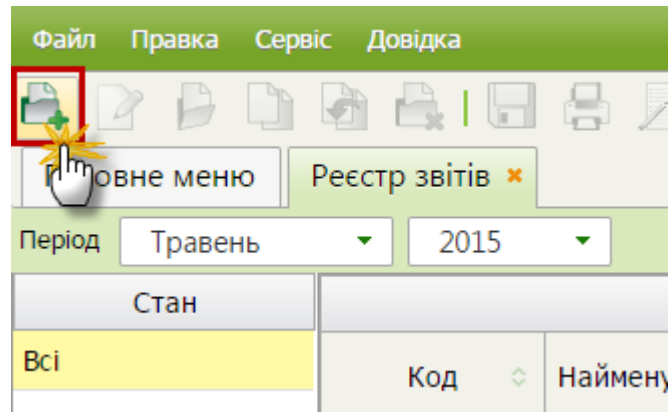 Файл Правка Сервіс Довідка
овне меню Реєстр звітів
Період Травень 2015
Стан
Всі
Код Наймену